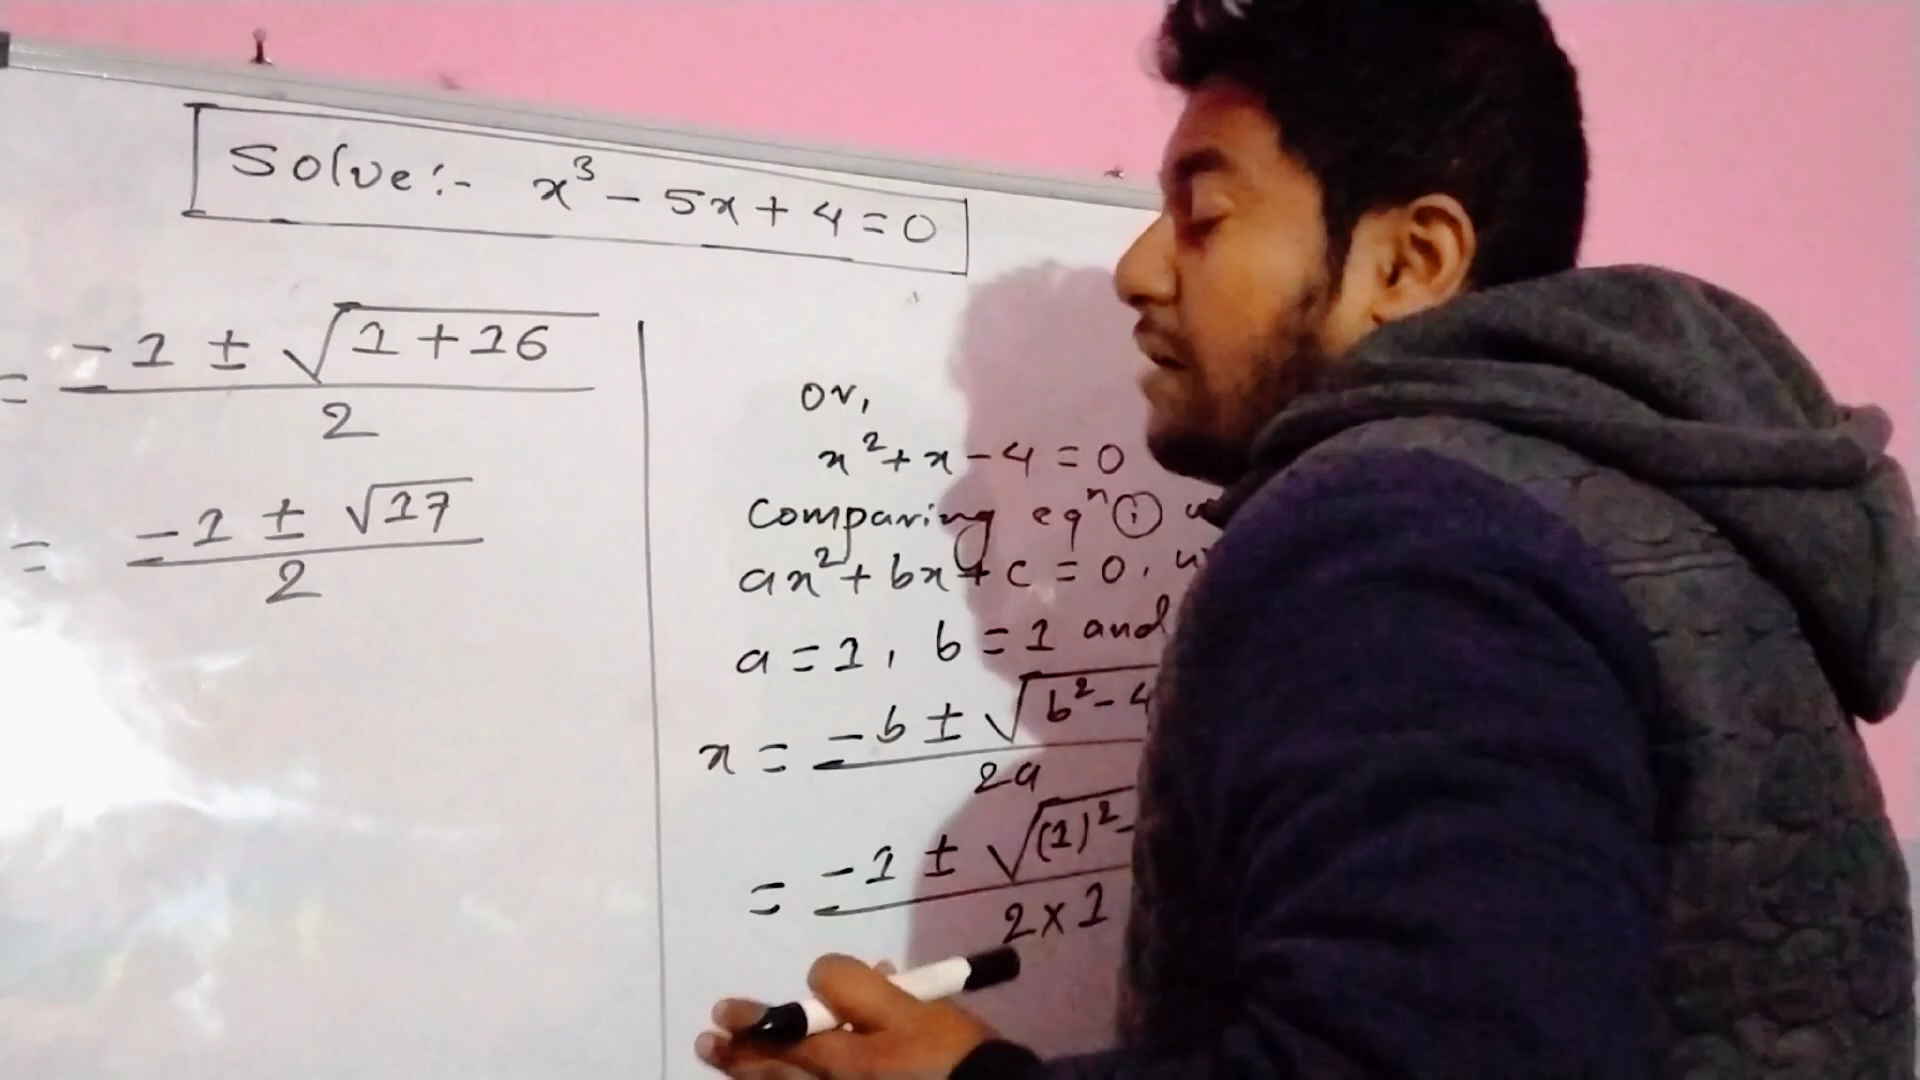 Solve :- x³ - 5x + 4 = 0
= (-1 ± √(1 + 16)) / 2
= (-1 ± √17) / 2
or,
x² + x - 4 = 0
Comparing eqⁿ (i)
ax² + bx + c = 0,
a = 1, b = 1 and
x = (-b ± √(b² - 4 / 2a
= (-1 ± √((1)² - / 2 × 1